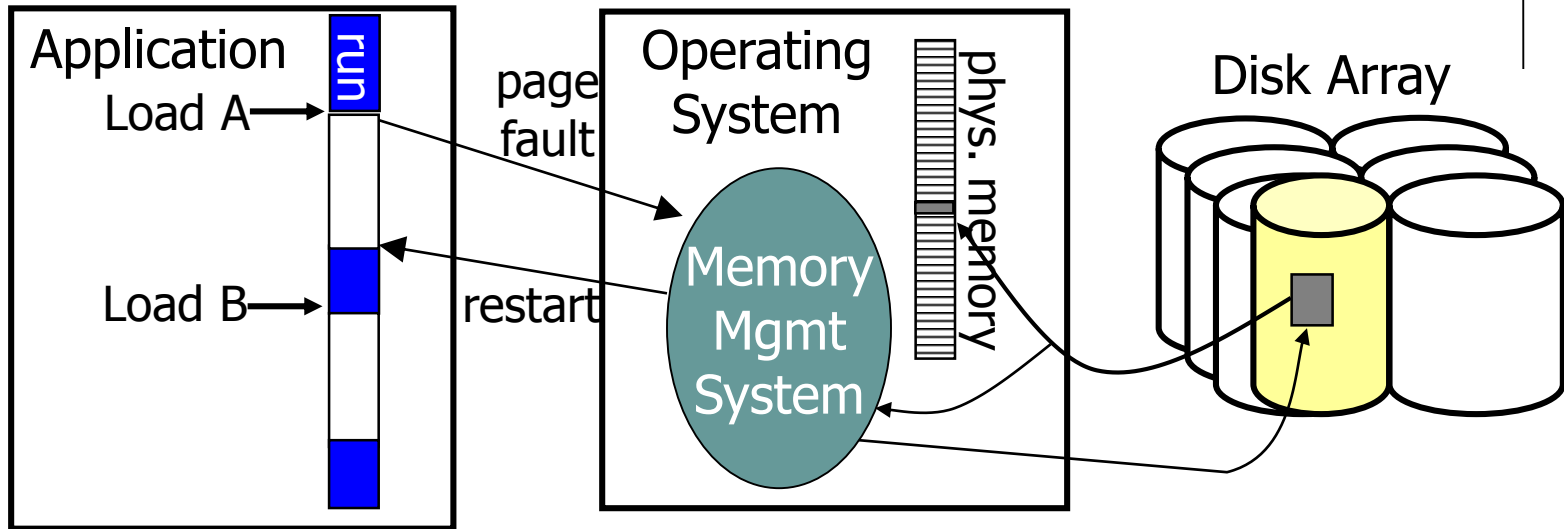 Application
run
Load A
Load B
page
fault
restart
Operating
System
phys. memory
Memory
Mgmt
System
Disk Array